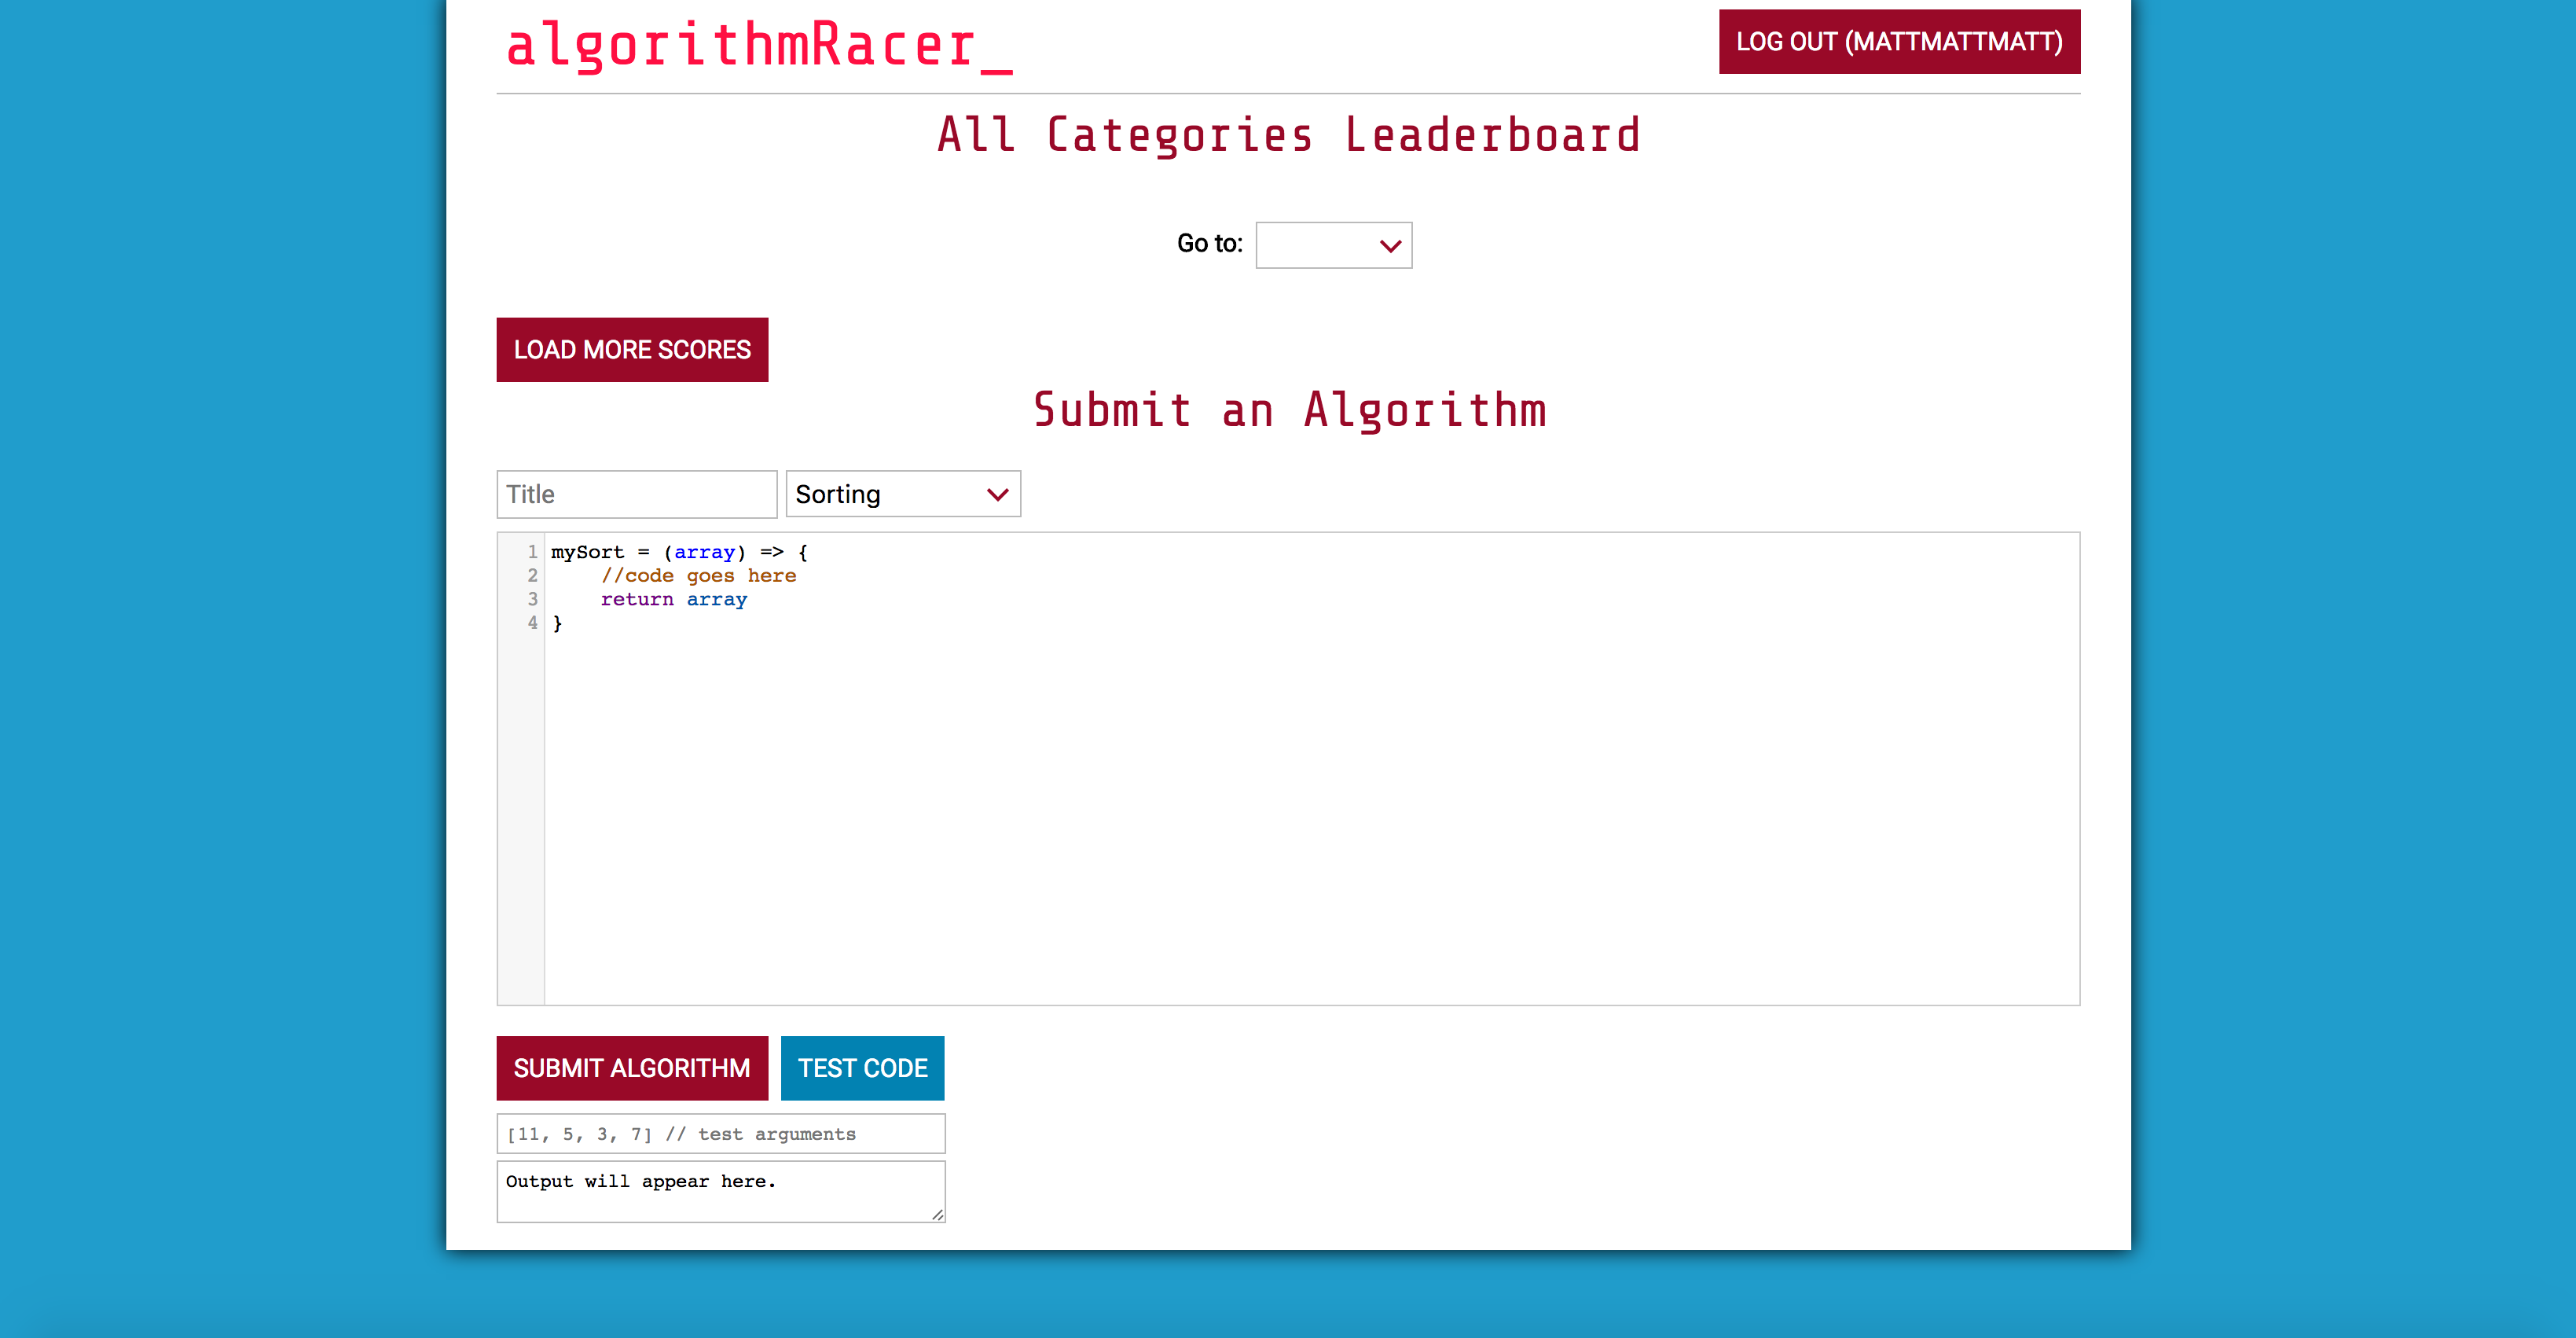 algorithmRacer_
LOG OUT (MATTMATTMATT)
All Categories Leaderboard
Go to:
LOAD MORE SCORES
Submit an Algorithm
Title
Sorting
1 mySort = (array) => {
2     //code goes here
3     return array
4 }
SUBMIT ALGORITHM
TEST CODE
[11, 5, 3, 7] // test arguments
Output will appear here.